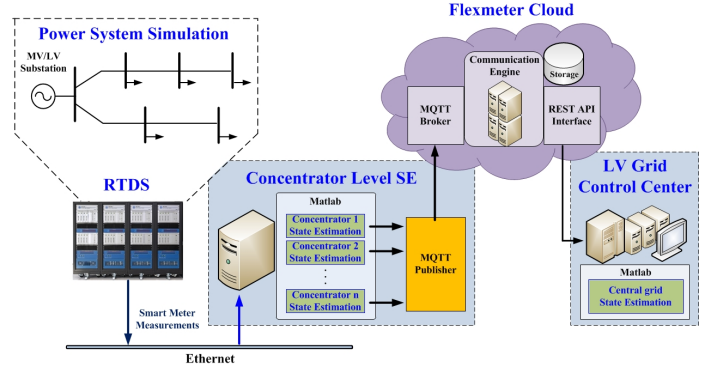 Flexmeter Cloud
Power System Simulation
MV/LV
Substation
Communication
Engine
Storage
MQTT
Broker
REST API
Interface
RTDS
Concentrator Level SE
Matlab
Concentrator 1
State Estimation
Concentrator 2
State Estimation
Concentrator n
State Estimation
MQTT
Publisher
LV Grid
Control Center
Matlab
Central grid
State Estimation
Smart Meter
Measurements
Ethernet